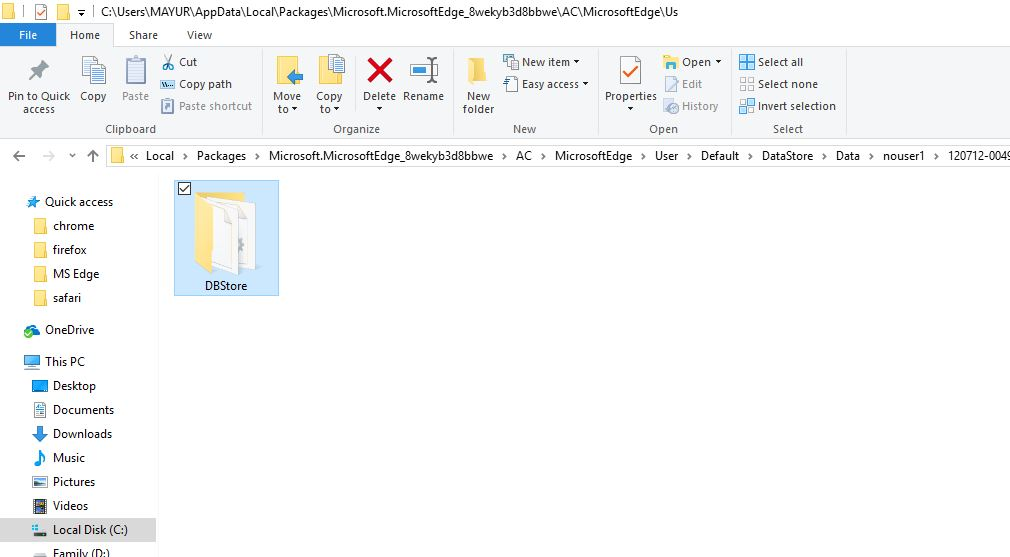 C:\Users\MAYUR\AppData\Local\Packages\Microsoft.MicrosoftEdge_8wekyb3d8bbwe\AC\MicrosoftEdge\Us
File Home Share View
Pin to Quick access
Copy
Paste
Cut
Copy path
Paste shortcut
Clipboard
Move to
Copy to
Delete
Rename
Organize
New folder
New item
Easy access
New
Properties
Open
Edit
History
Open
Select all
Select none
Invert selection
Select
« Local > Packages > Microsoft.MicrosoftEdge_8wekyb3d8bbwe > AC > MicrosoftEdge > User > Default > DataStore > Data > nouser1 > 120712-0049
Quick access
chrome
firefox
MS Edge
safari
OneDrive
This PC
Desktop
Documents
Downloads
Music
Pictures
Videos
Local Disk (C:)
Family (D:)
DBStore